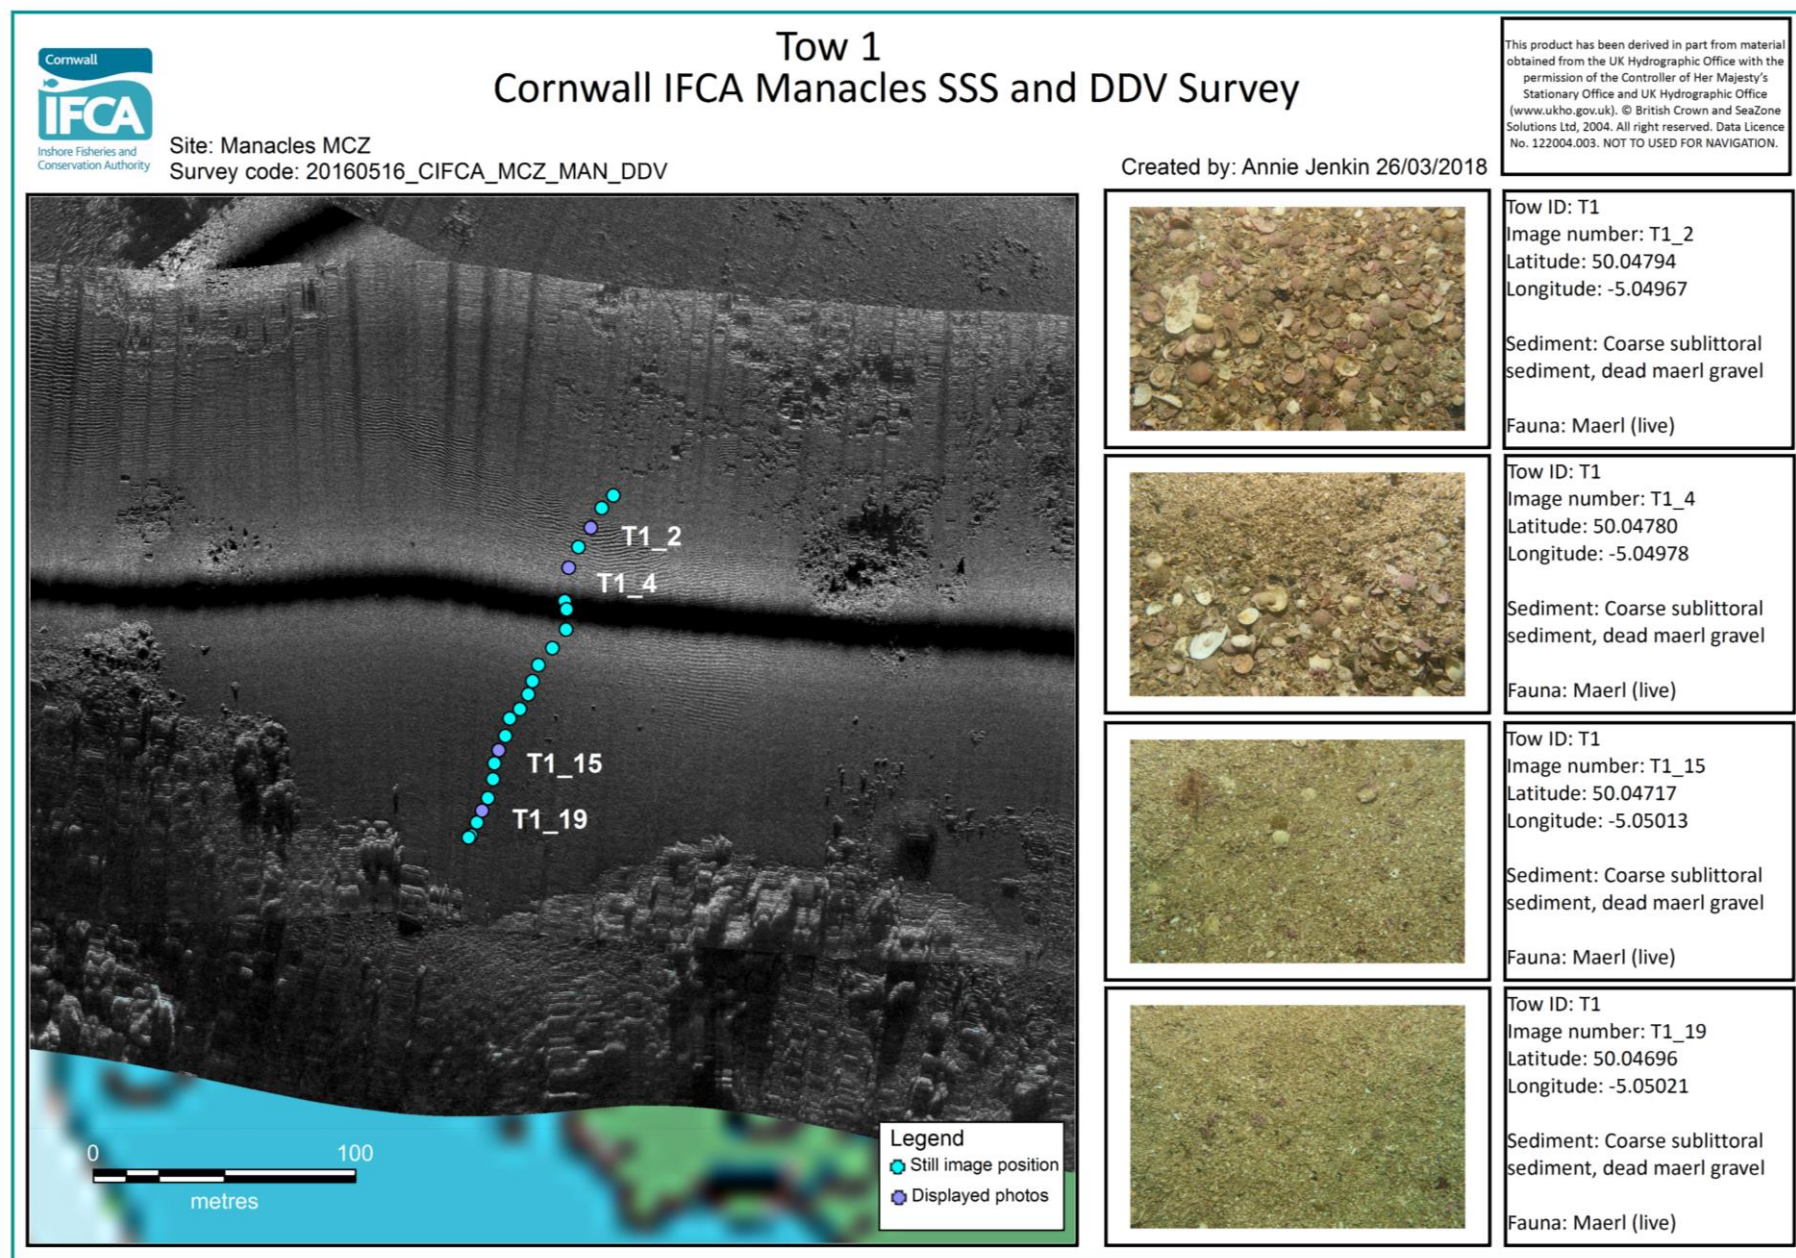 Cornwall
IFCA
Inshore Fisheries and
Conservation Authority
Tow 1
Cornwall IFCA Manacles SSS and DDV Survey
Site: Manacles MCZ
Survey code: 20160516_CIFCA_MCZ_MAN_DDV
Created by: Annie Jenkin 26/03/2018
This product has been derived in part from material
obtained from the UK Hydrographic Office with the
permission of the Controller of Her Majesty's
Stationary Office and UK Hydrographic Office
(www.ukho.gov.uk). © British Crown and SeaZone
Solutions Ltd, 2004. All right reserved. Data Licence
No. 122004.003. NOT TO USED FOR NAVIGATION.
T1_2
T1_4
T1_15
T1_19
0 100
metres
Legend
Still image position
Displayed photos
Tow ID: T1
Image number: T1_2
Latitude: 50.04794
Longitude: -5.04967
Sediment: Coarse sublittoral
sediment, dead maerl gravel
Fauna: Maerl (live)
Tow ID: T1
Image number: T1_4
Latitude: 50.04780
Longitude: -5.04978
Sediment: Coarse sublittoral
sediment, dead maerl gravel
Fauna: Maerl (live)
Tow ID: T1
Image number: T1_15
Latitude: 50.04717
Longitude: -5.05013
Sediment: Coarse sublittoral
sediment, dead maerl gravel
Fauna: Maerl (live)
Tow ID: T1
Image number: T1_19
Latitude: 50.04696
Longitude: -5.05021
Sediment: Coarse sublittoral
sediment, dead maerl gravel
Fauna: Maerl (live)